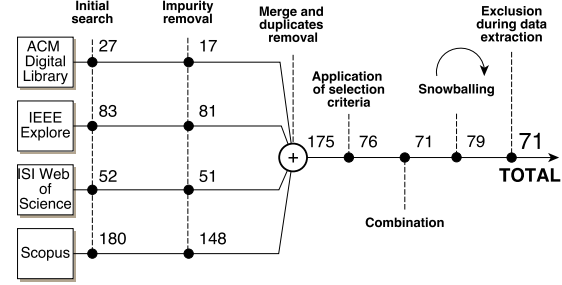 Initial
search
Impurity
removal
Merge and
duplicates
removal
Exclusion
during data
extraction
ACM
Digital
Library
27
17
Application
of selection
criteria
Snowballing
IEEE
Explore
83
81
+
175
76
71
79
71
TOTAL
ISI Web
of
Science
52
51
Combination
Scopus
180
148